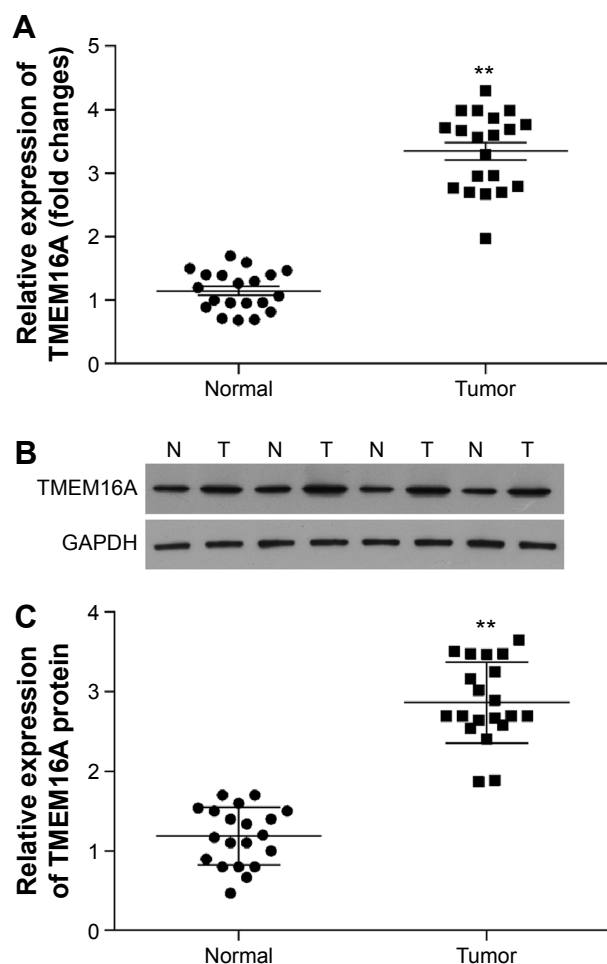 A
Relative expression of
TMEM16A (fold changes)
5
4
3
2
1
0
**
Normal Tumor
B
N T N T N T N T
TMEM16A
GAPDH
C
Relative expression
of TMEM16A protein
4
3
2
1
0
**
Normal Tumor